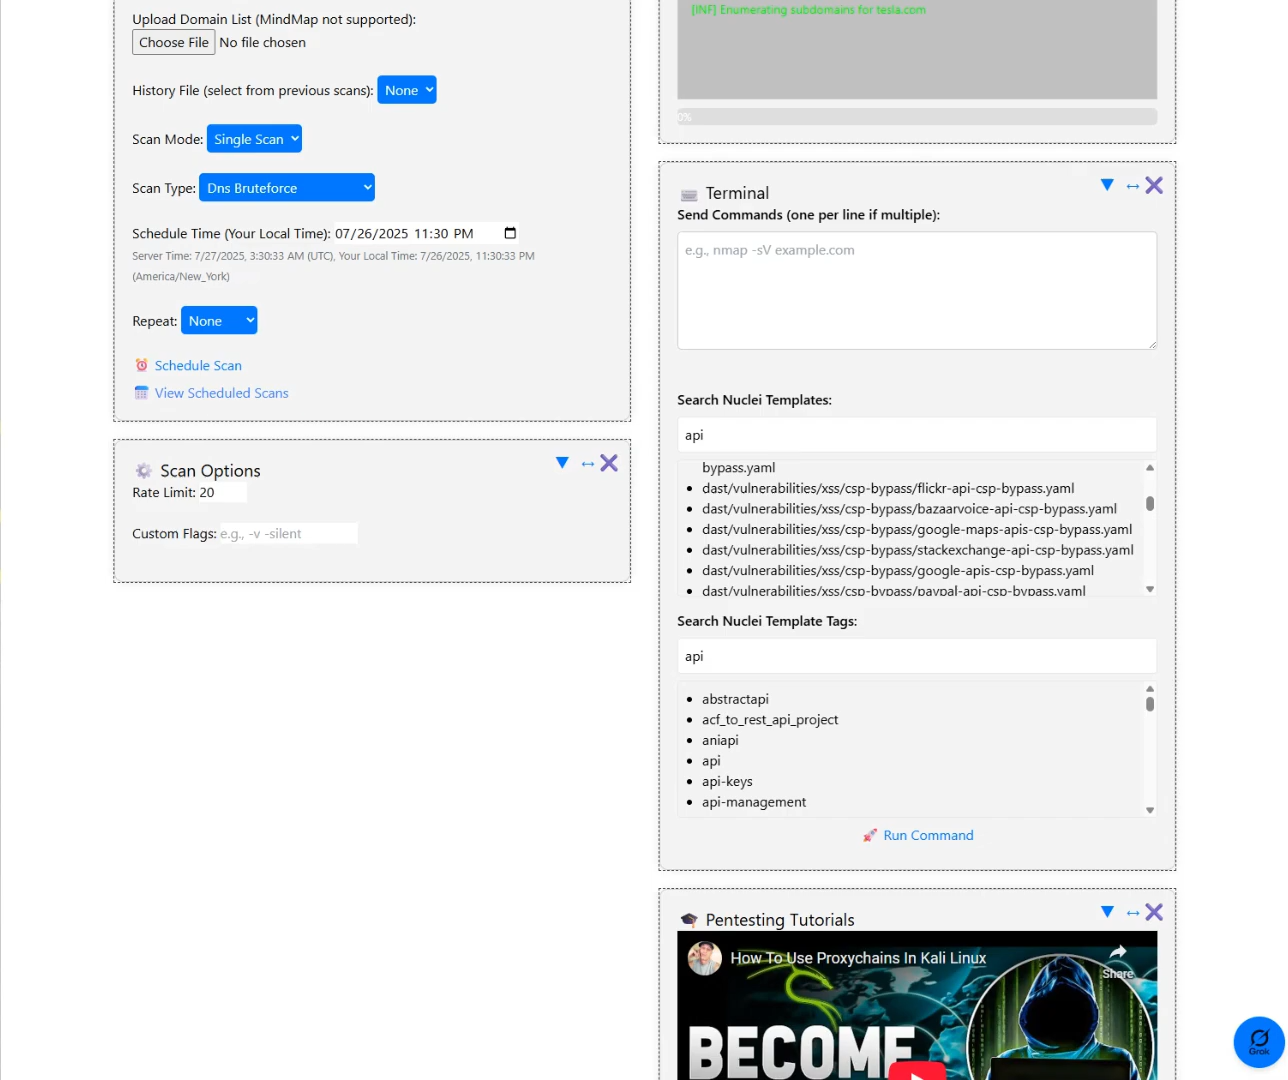 Upload Domain List (MindMap not supported):
Choose File No file chosen
History File (select from previous scans): None
Scan Mode: Single Scan
Scan Type: Dns Bruteforce
Schedule Time (Your Local Time): 07/26/2025 11:30 PM
Server Time: 7/27/2025, 3:30:33 AM (UTC), Your Local Time: 7/26/2025, 11:30:33 PM
(America/New_York)
Repeat: None
Schedule Scan
View Scheduled Scans
Scan Options
Rate Limit: 20
Custom Flags: e.g., -v -silent
[INF] Enumerating subdomains for tesla.com
0%
Terminal
Send Commands (one per line if multiple):
e.g., nmap -sV example.com
Search Nuclei Templates:
api
bypass.yaml
dast/vulnerabilities/xss/csp-bypass/flickr-api-csp-bypass.yaml
dast/vulnerabilities/xss/csp-bypass/bazaarvoice-api-csp-bypass.yaml
dast/vulnerabilities/xss/csp-bypass/google-maps-apis-csp-bypass.yaml
dast/vulnerabilities/xss/csp-bypass/stackexchange-api-csp-bypass.yaml
dast/vulnerabilities/xss/csp-bypass/google-apis-csp-bypass.yaml
dast/vulnerabilities/xss/csp-bypass/paypal-api-csp-bypass.yaml
Search Nuclei Template Tags:
api
abstractapi
acf_to_rest_api_project
aniapi
api
api-keys
api-management
Run Command
Pentesting Tutorials
How To Use Proxychains In Kali Linux
Share
BECOME
Grok